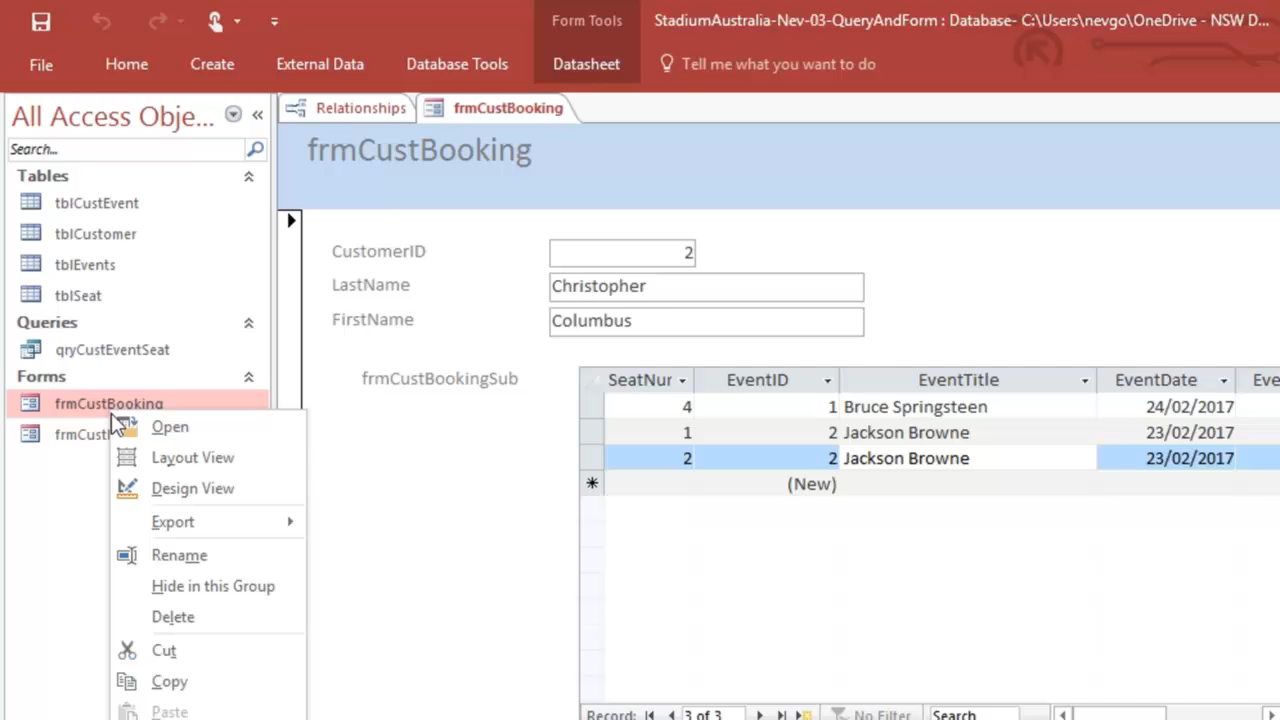 Form Tools
StadiumAustralia-Nev-03-QueryAndForm : Database- C:\Users\nevgo\OneDrive - NSW D...
File Home Create External Data Database Tools Datasheet Tell me what you want to do
All Access Obje... «
Relationships frmCustBooking
Search...
frmCustBooking
Tables
tblCustEvent
tblCustomer
tblEvents
tblSeat
Queries
qryCustEventSeat
Forms
frmCustBooking
CustomerID 2
LastName Christopher
FirstName Columbus
frmCustBookingSub
SeatNur EventID EventTitle EventDate Eve
4 1 Bruce Springsteen 24/02/2017
1 2 Jackson Browne 23/02/2017
2 2 Jackson Browne 23/02/2017
(New)
Open
Layout View
Design View
Export
Rename
Hide in this Group
Delete
Cut
Copy
Paste
Record: 3 of 3 No Filter Search